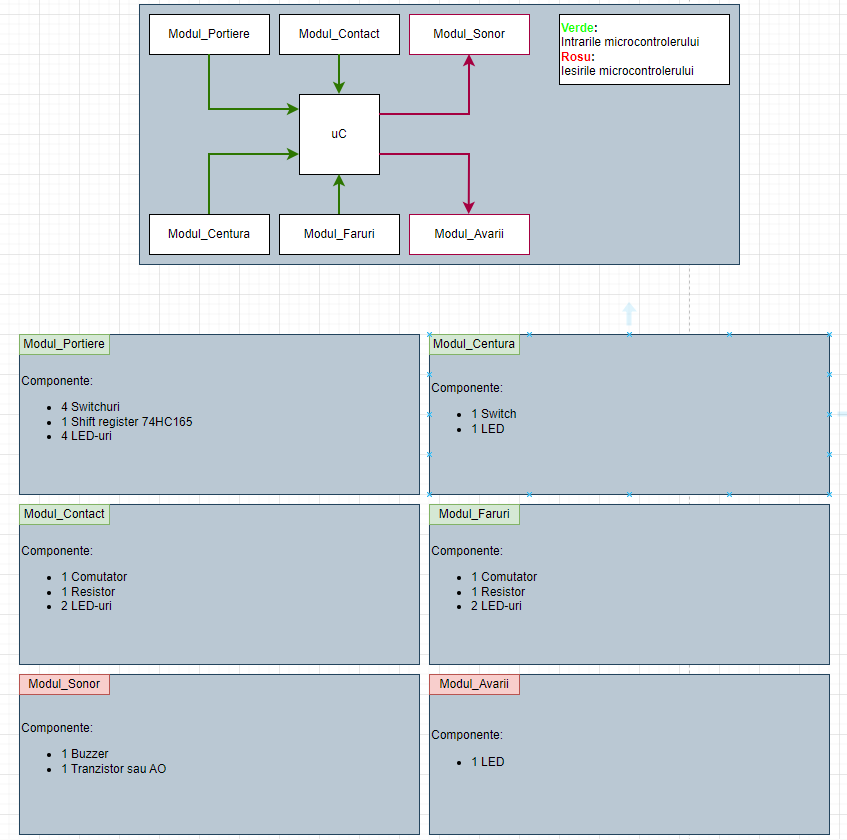 Modul_Portiere
Modul_Contact
Modul_Sonor
Verde:
Intrarile microcontrolerului
Rosu:
Iesirile microcontrolerului
uC
Modul_Centura
Modul_Faruri
Modul_Avarii
Modul_Portiere
Componente:
4 Switchuri
1 Shift register 74HC165
4 LED-uri
Modul_Centura
Componente:
1 Switch
1 LED
Modul_Contact
Componente:
1 Comutator
1 Resistor
2 LED-uri
Modul_Faruri
Componente:
1 Comutator
1 Resistor
2 LED-uri
Modul_Sonor
Componente:
1 Buzzer
1 Tranzistor sau AO
Modul_Avarii
Componente:
1 LED